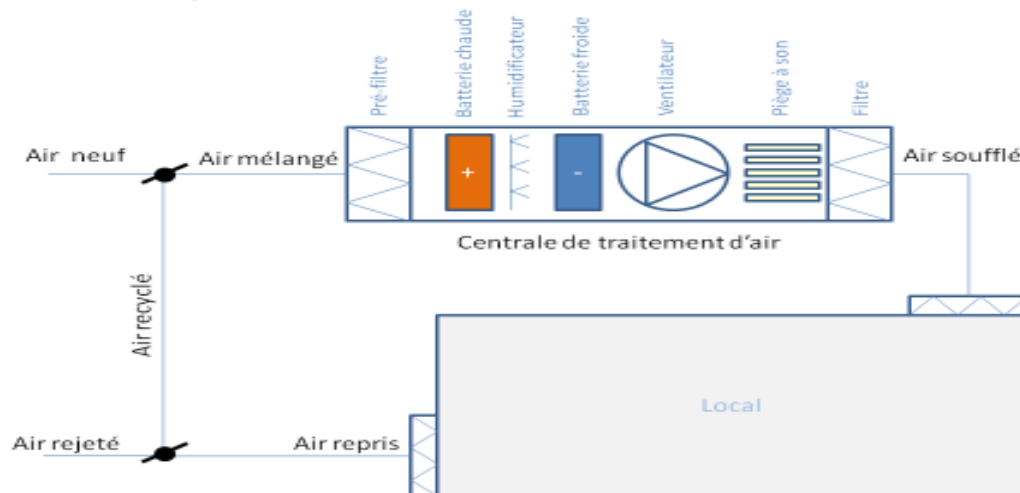 Pré-filtre
Batterie chaude
Humidificateur
Batterie froide
Ventilateur
Piège à son
Filtre
Air neuf
Air mélangé
+
-
Air soufflé
Centrale de traitement d'air
Air recyclé
Local
Air rejeté
Air repris